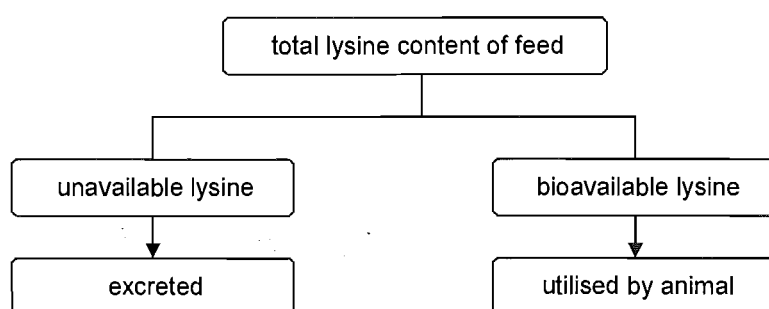 total lysine content of feed
unavailable lysine
bioavailable lysine
excreted
utilised by animal